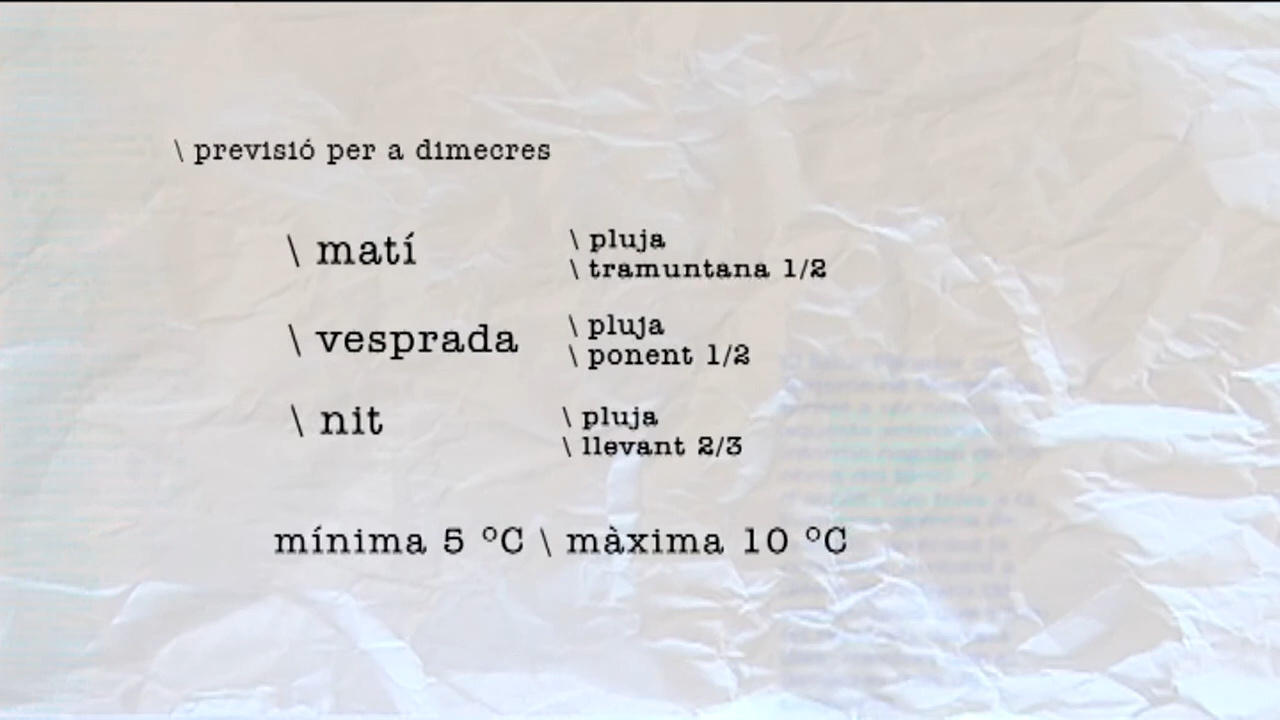 \ previsió per a dimecres
\ matí
\ pluja
\ tramuntana 1/2
\ vesprada
\ pluja
\ ponent 1/2
\ nit
\ pluja
\ llevant 2/3
mínima 5 ºC \ màxima 10 ºC